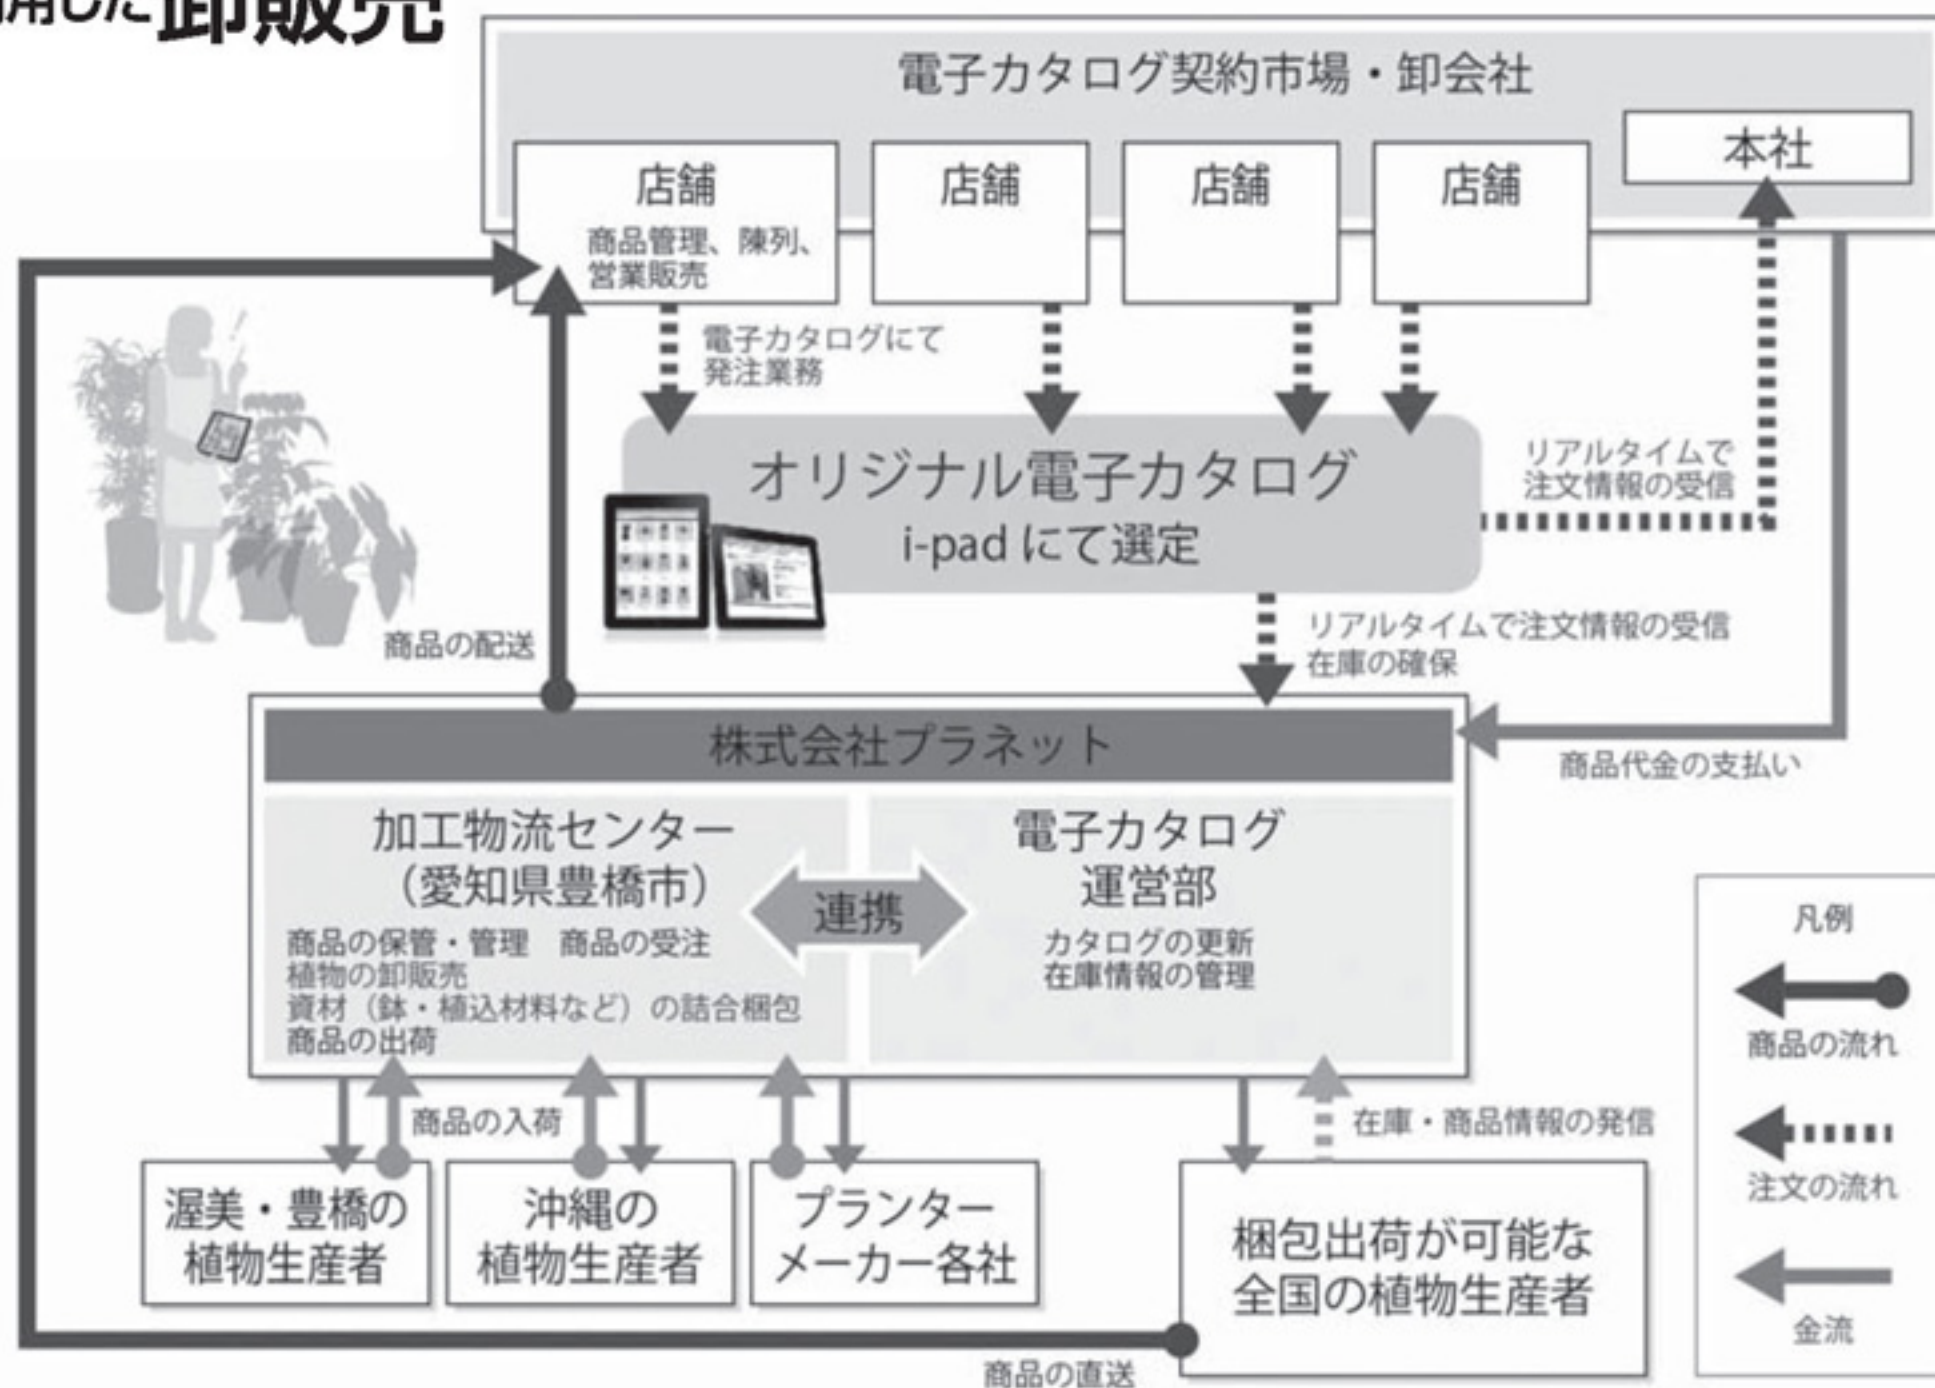 用した卸販売
電子カタログ契約市場・卸会社
本社
店舗
商品管理、陳列、
営業販売
店舗
店舗
店舗
電子カタログにて
発注業務
オリジナル電子カタログ
i-pad にて選定
リアルタイムで
注文情報の受信
商品の配送
リアルタイムで注文情報の受信
在庫の確保
株式会社プラネット
商品代金の支払い
加工物流センター
（愛知県豊橋市）
商品の保管・管理　商品の受注
植物の卸販売
資材（鉢・植込材料など）の詰合梱包
商品の出荷
連携
電子カタログ
運営部
カタログの更新
在庫情報の管理
商品の入荷
在庫・商品情報の発信
渥美・豊橋の
植物生産者
沖縄の
植物生産者
プランター
メーカー各社
梱包出荷が可能な
全国の植物生産者
商品の直送
凡例
商品の流れ
注文の流れ
金流